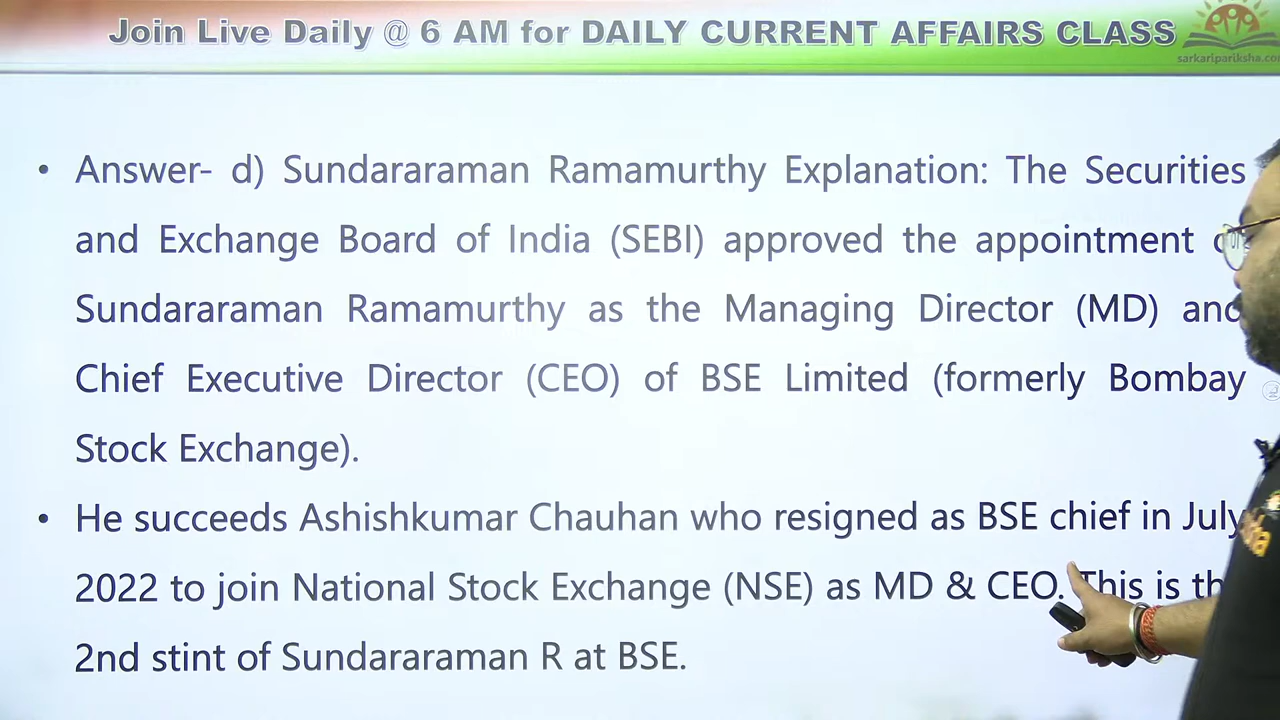 Join Live Daily @ 6 AM for DAILY CURRENT AFFAIRS CLASS
sarkaripariksha.com
• Answer- d) Sundararaman Ramamurthy Explanation: The Securities
and Exchange Board of India (SEBI) approved the appointment of
Sundararaman Ramamurthy as the Managing Director (MD) and
Chief Executive Director (CEO) of BSE Limited (formerly Bombay
Stock Exchange).
• He succeeds Ashishkumar Chauhan who resigned as BSE chief in July
2022 to join National Stock Exchange (NSE) as MD & CEO. This is the
2nd stint of Sundararaman R at BSE.